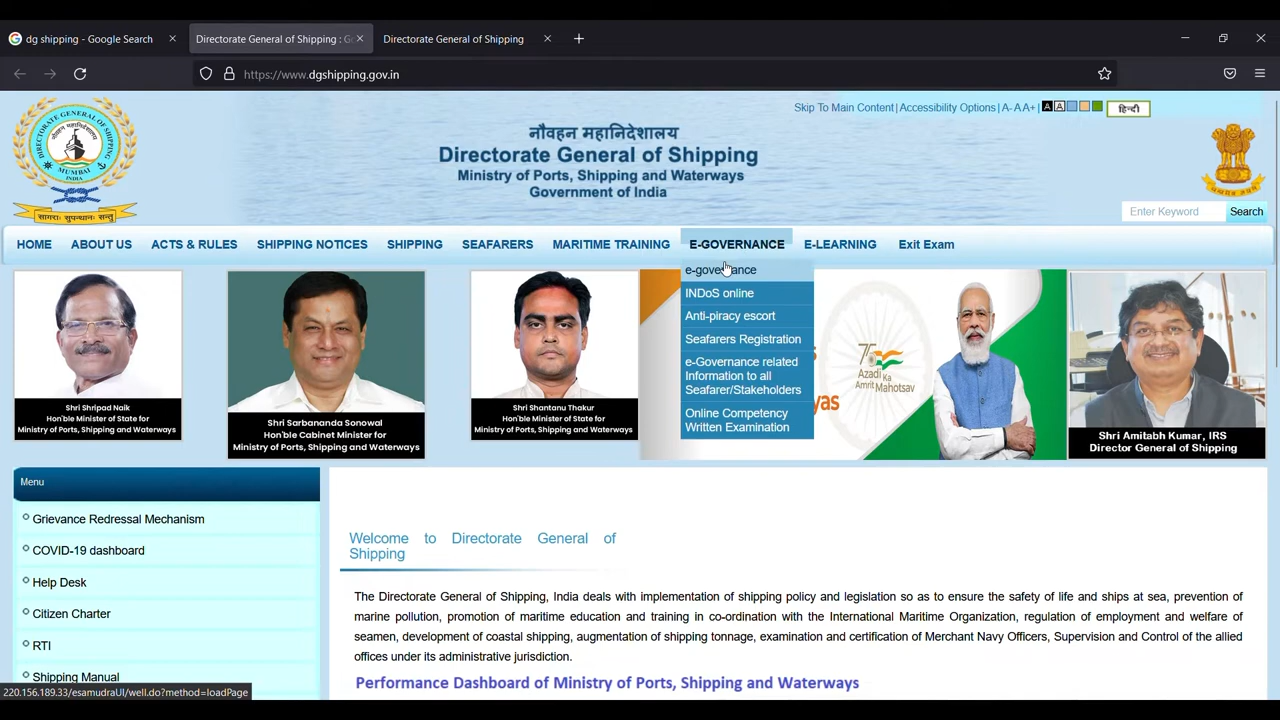 dg shipping - Google Search
Directorate General of Shipping : G
Directorate General of Shipping
https://www.dgshipping.gov.in
Skip To Main Content| Accessibility Options| A- A A+|
A A हिन्दी
DIRECTORATE GENERAL OF SHIPPING
MUMBAI
INDIA
नौवहन महानिदेशालय
Directorate General of Shipping
Ministry of Ports, Shipping and Waterways
Government of India
Enter Keyword Search
HOME ABOUT US ACTS & RULES SHIPPING NOTICES SHIPPING SEAFARERS MARITIME TRAINING E-GOVERNANCE E-LEARNING Exit Exam
e-governance
INDoS online
Anti-piracy escort
Seafarers Registration
e-Governance related
Information to all
Seafarer/Stakeholders
Online Competency
Written Examination
Shri Shripad Naik
Hon'ble Minister of State for
Ministry of Ports, Shipping and Waterways
Shri Sarbananda Sonowal
Hon'ble Cabinet Minister for
Ministry of Ports, Shipping and Waterways
Shri Shantanu Thakur
Hon'ble Minister of State for
Ministry of Ports, Shipping and Waterways
75
Azadi Ka
Amrit Mahotsav
yas
Shri Amitabh Kumar, IRS
Director General of Shipping
Menu
Grievance Redressal Mechanism
COVID-19 dashboard
Help Desk
Citizen Charter
RTI
Shipping Manual
Welcome to Directorate General of
Shipping
The Directorate General of Shipping, India deals with implementation of shipping policy and legislation so as to ensure the safety of life and ships at sea, prevention of
marine pollution, promotion of maritime education and training in co-ordination with the International Maritime Organization, regulation of employment and welfare of
seamen, development of coastal shipping, augmentation of shipping tonnage, examination and certification of Merchant Navy Officers, Supervision and Control of the allied
offices under its administrative jurisdiction.
Performance Dashboard of Ministry of Ports, Shipping and Waterways
220.156.189.33/esamudraUI/well.do?method=loadPage